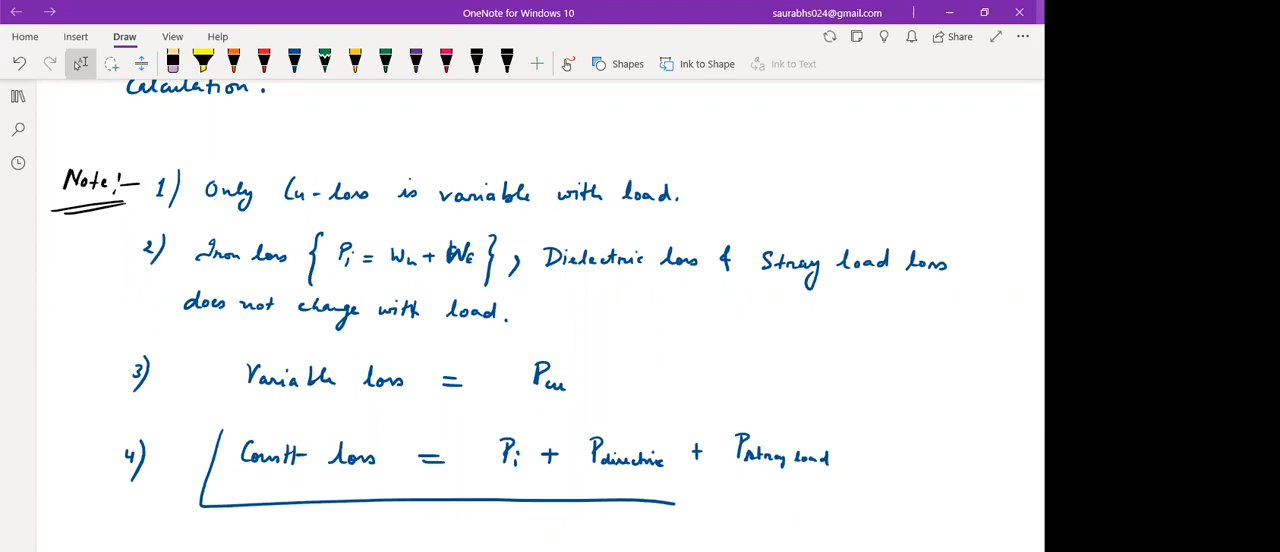 OneNote for Windows 10
saurabhs024@gmail.com
Home Insert Draw View Help
Share
Shapes
Ink to Shape
Ink to Text
Calculation.
Note:- 1) Only Cu-loss is variable with load.
2) Iron loss { Pi = Wh + We } , Dielectric loss & Stray load loss
does not change with load.
3) Variable loss = Pcu
4) Constt loss = Pi + Pdielectric + PStray load